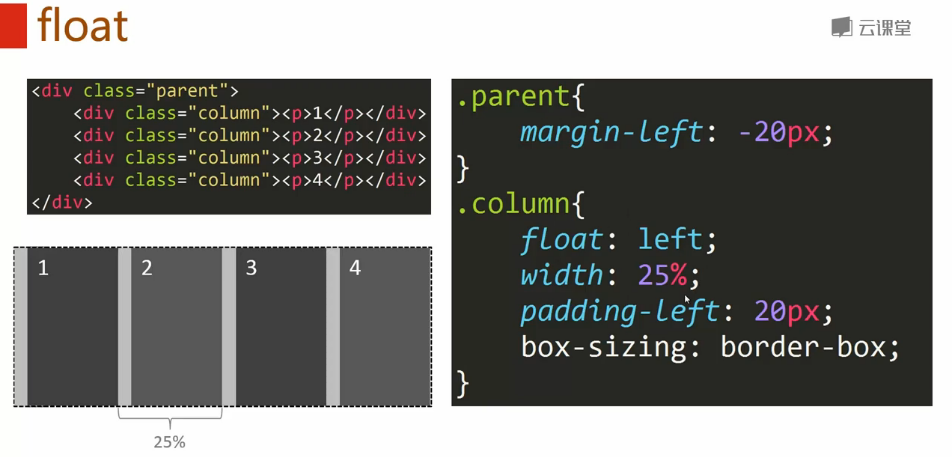 float
云课堂
<div class="parent">
<div class="column"><p>1</p></div>
<div class="column"><p>2</p></div>
<div class="column"><p>3</p></div>
<div class="column"><p>4</p></div>
</div>
1 2 3 4
25%
.parent{
margin-left: -20px;
}
.column{
float: left;
width: 25%;
padding-left: 20px;
box-sizing: border-box;
}